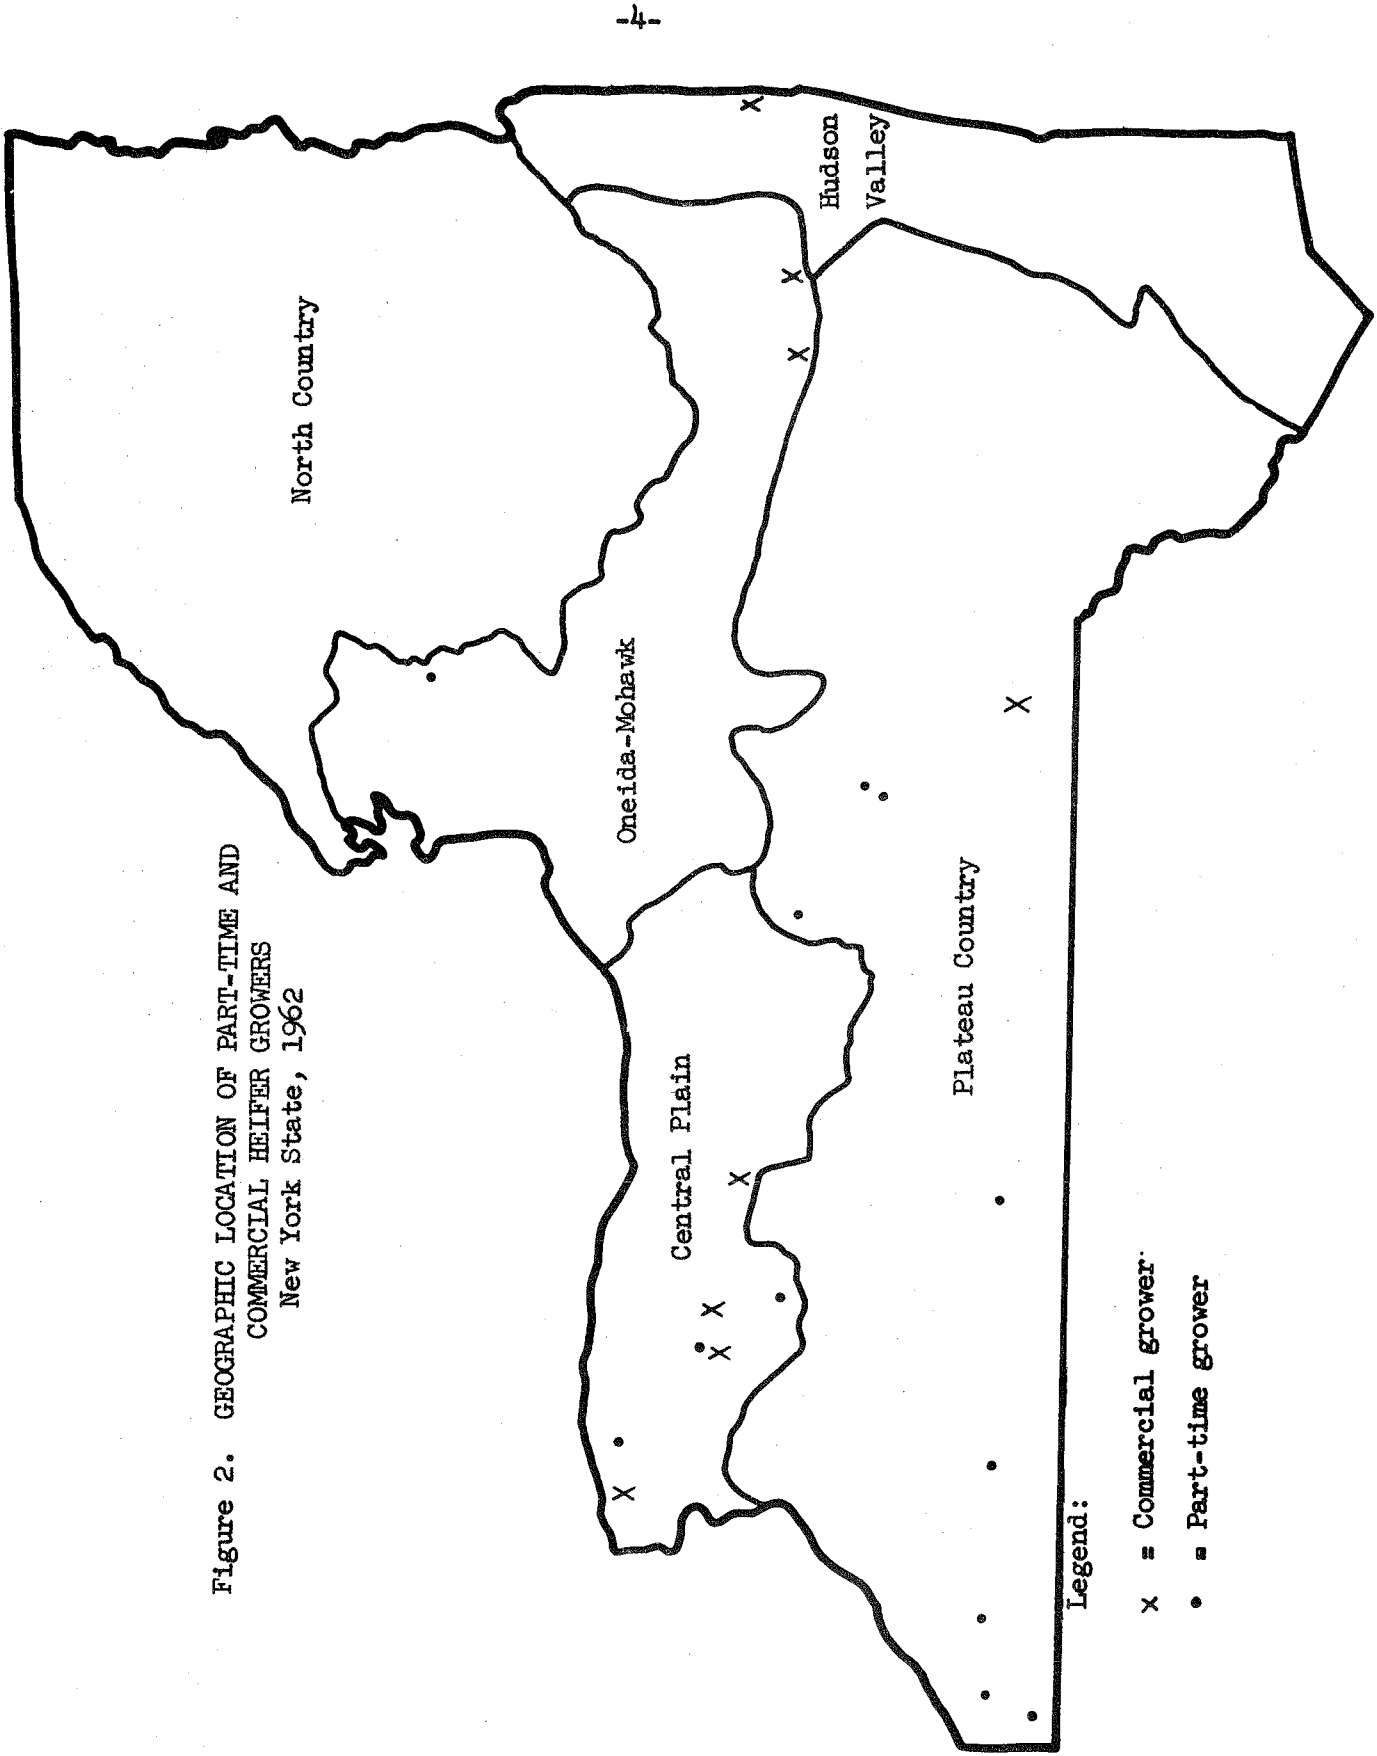 -4-
Figure 2. GEOGRAPHIC LOCATION OF PART-TIME AND
COMMERCIAL HEIFER GROWERS
New York State, 1962
North Country
Hudson
Valley
Oneida-Mohawk
Central Plain
Plateau Country
X
X
X
X
X
X
X
X
Legend:
x = Commercial grower
• = Part-time grower